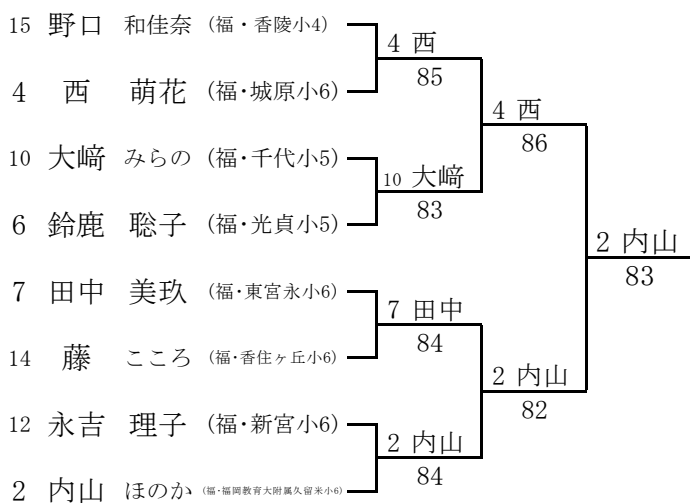 15 野口 和佳奈 (福・香陵小4)
4 西
85
4 西 萌花 (福・城原小6)
4 西
86
10 大﨑 みらの (福・千代小5)
10 大﨑
83
6 鈴鹿 聡子 (福・光貞小5)
2 内山
83
7 田中 美玖 (福・東宮永小6)
7 田中
84
14 藤 こころ (福・香住ヶ丘小6)
2 内山
82
12 永吉 理子 (福・新宮小6)
2 内山
84
2 内山 ほのか (福・福岡教育大附属久留米小6)